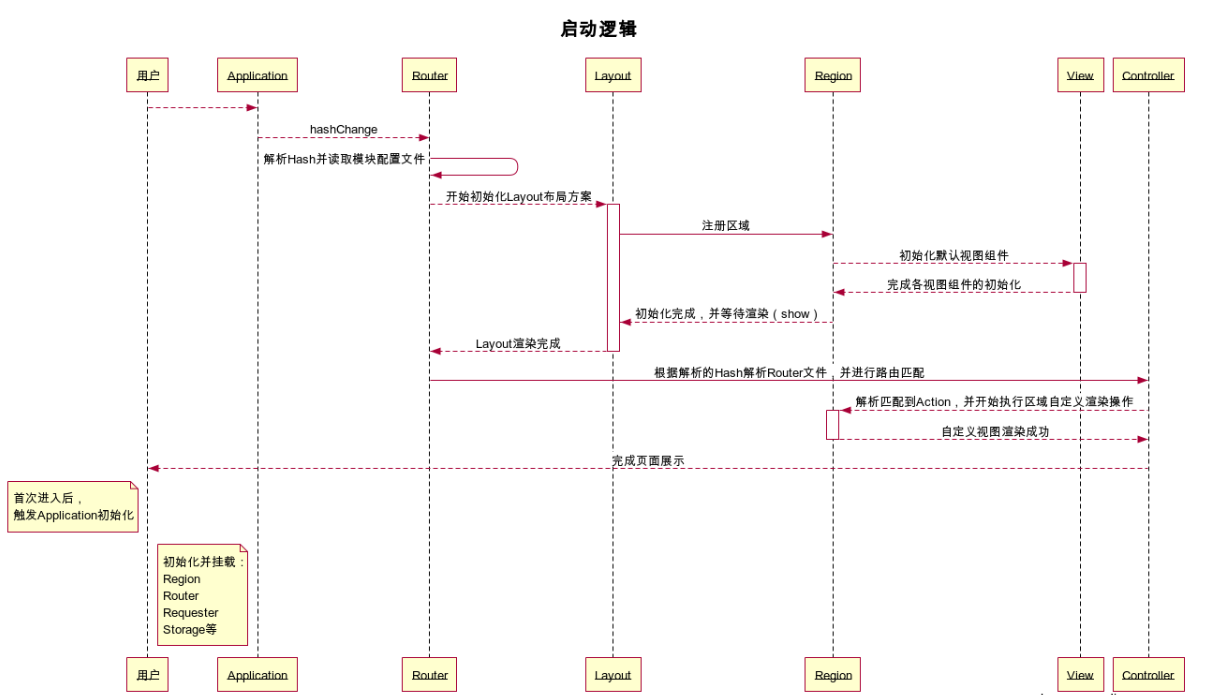 启动逻辑
用户
Application
Router
Layout
Region
View
Controller
hashChange
解析Hash并读取模块配置文件
开始初始化Layout布局方案
注册区域
初始化默认视图组件
完成各视图组件的初始化
初始化完成，并等待渲染（show）
Layout渲染完成
根据解析的Hash解析Router文件，并进行路由匹配
解析匹配到Action，并开始执行区域自定义渲染操作
自定义视图渲染成功
完成页面展示
首次进入后，
触发Application初始化
初始化并挂载：
Region
Router
Requester
Storage等
用户
Application
Router
Layout
Region
View
Controller